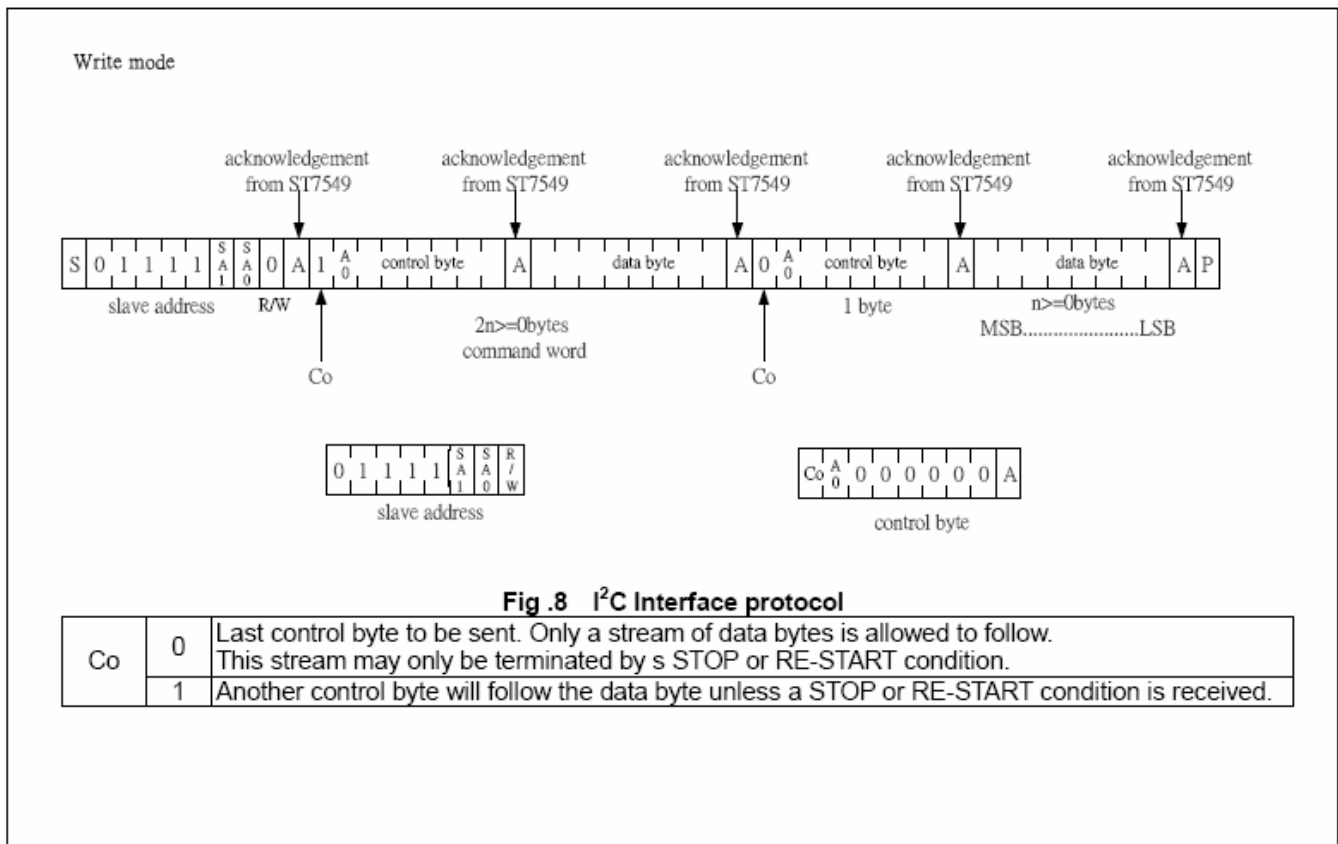 Write mode
acknowledgement acknowledgement acknowledgement acknowledgement acknowledgement
from ST7549 from ST7549 from ST7549 from ST7549 from ST7549
S 0 1 1 1 1 SA1 SA0 0 A 1 A0 control byte A data byte A 0 A0 control byte A data byte A P
slave address R/W 1 byte n>=0bytes
2n>=0bytes MSB.......................LSB
command word
Co Co
0 1 1 1 1 SA1 SA0 R/W Co A0 0 0 0 0 0 0 A
slave address control byte
Fig .8 I²C Interface protocol
Co 0 Last control byte to be sent. Only a stream of data bytes is allowed to follow.
This stream may only be terminated by s STOP or RE-START condition.
1 Another control byte will follow the data byte unless a STOP or RE-START condition is received.